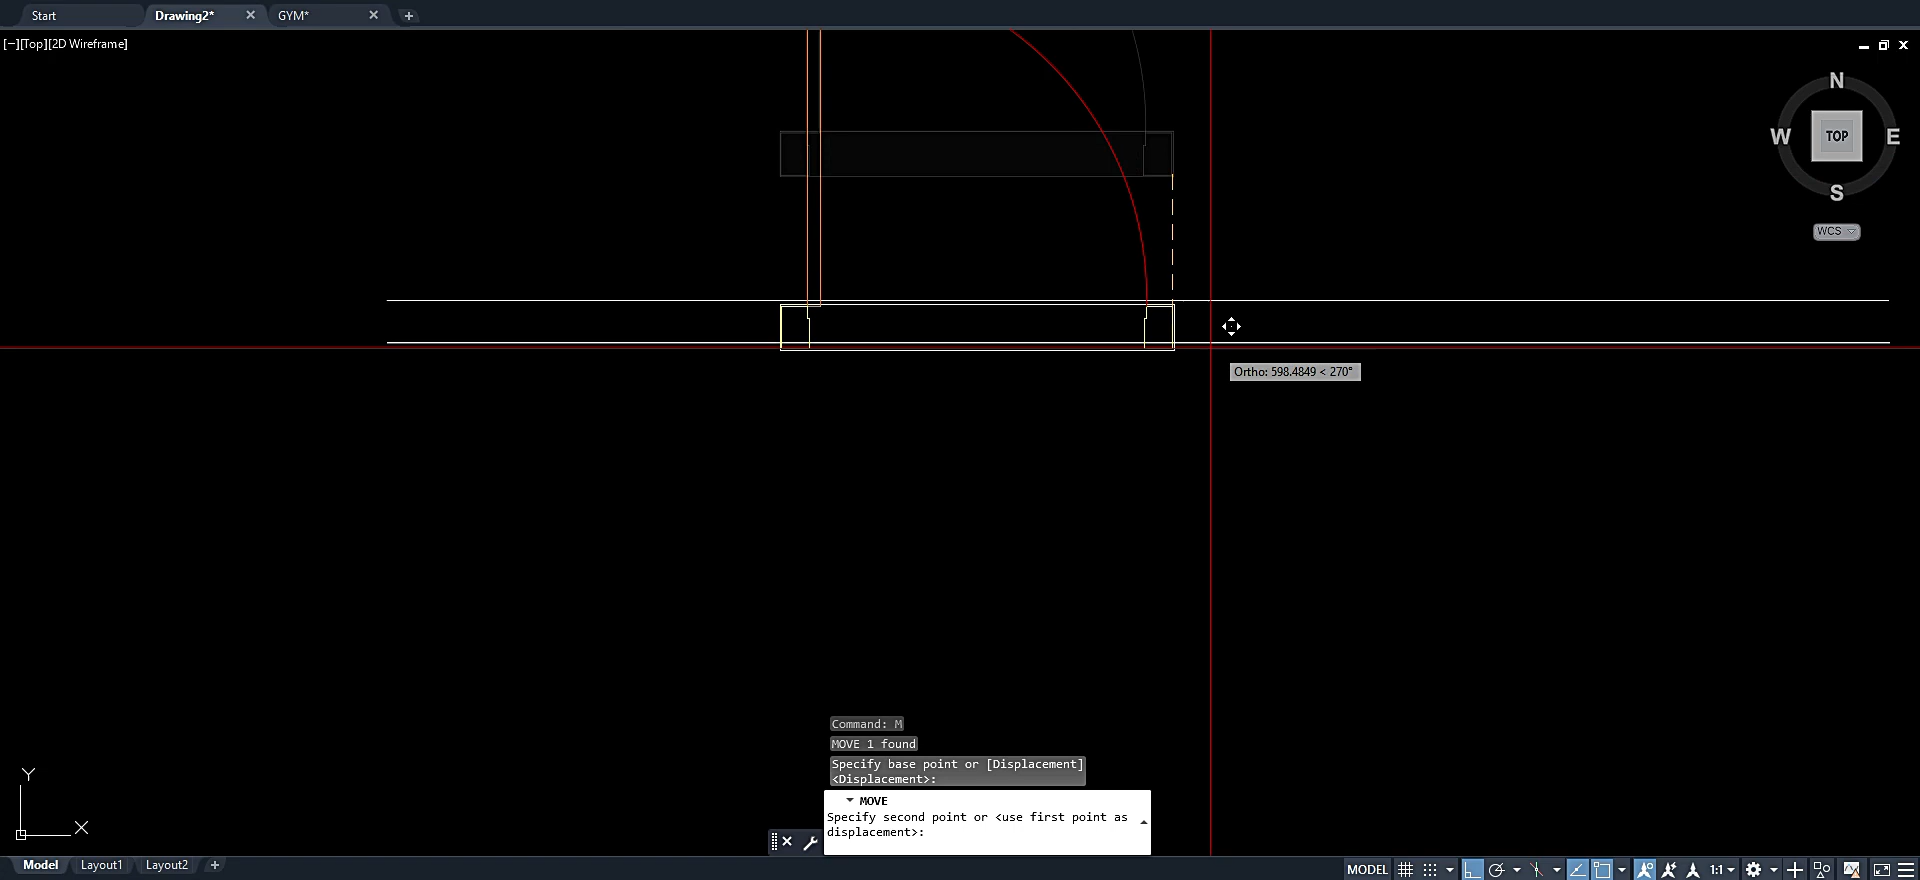 Start
Drawing2*
GYM*
[−][Top][2D Wireframe]
N
W
TOP
E
S
WCS
Ortho: 598.4849 < 270°
Command: M
MOVE 1 found
Specify base point or [Displacement]
<Displacement>:
MOVE
Specify second point or <use first point as
displacement>:
Y
X
Model
Layout1
Layout2
MODEL
1:1